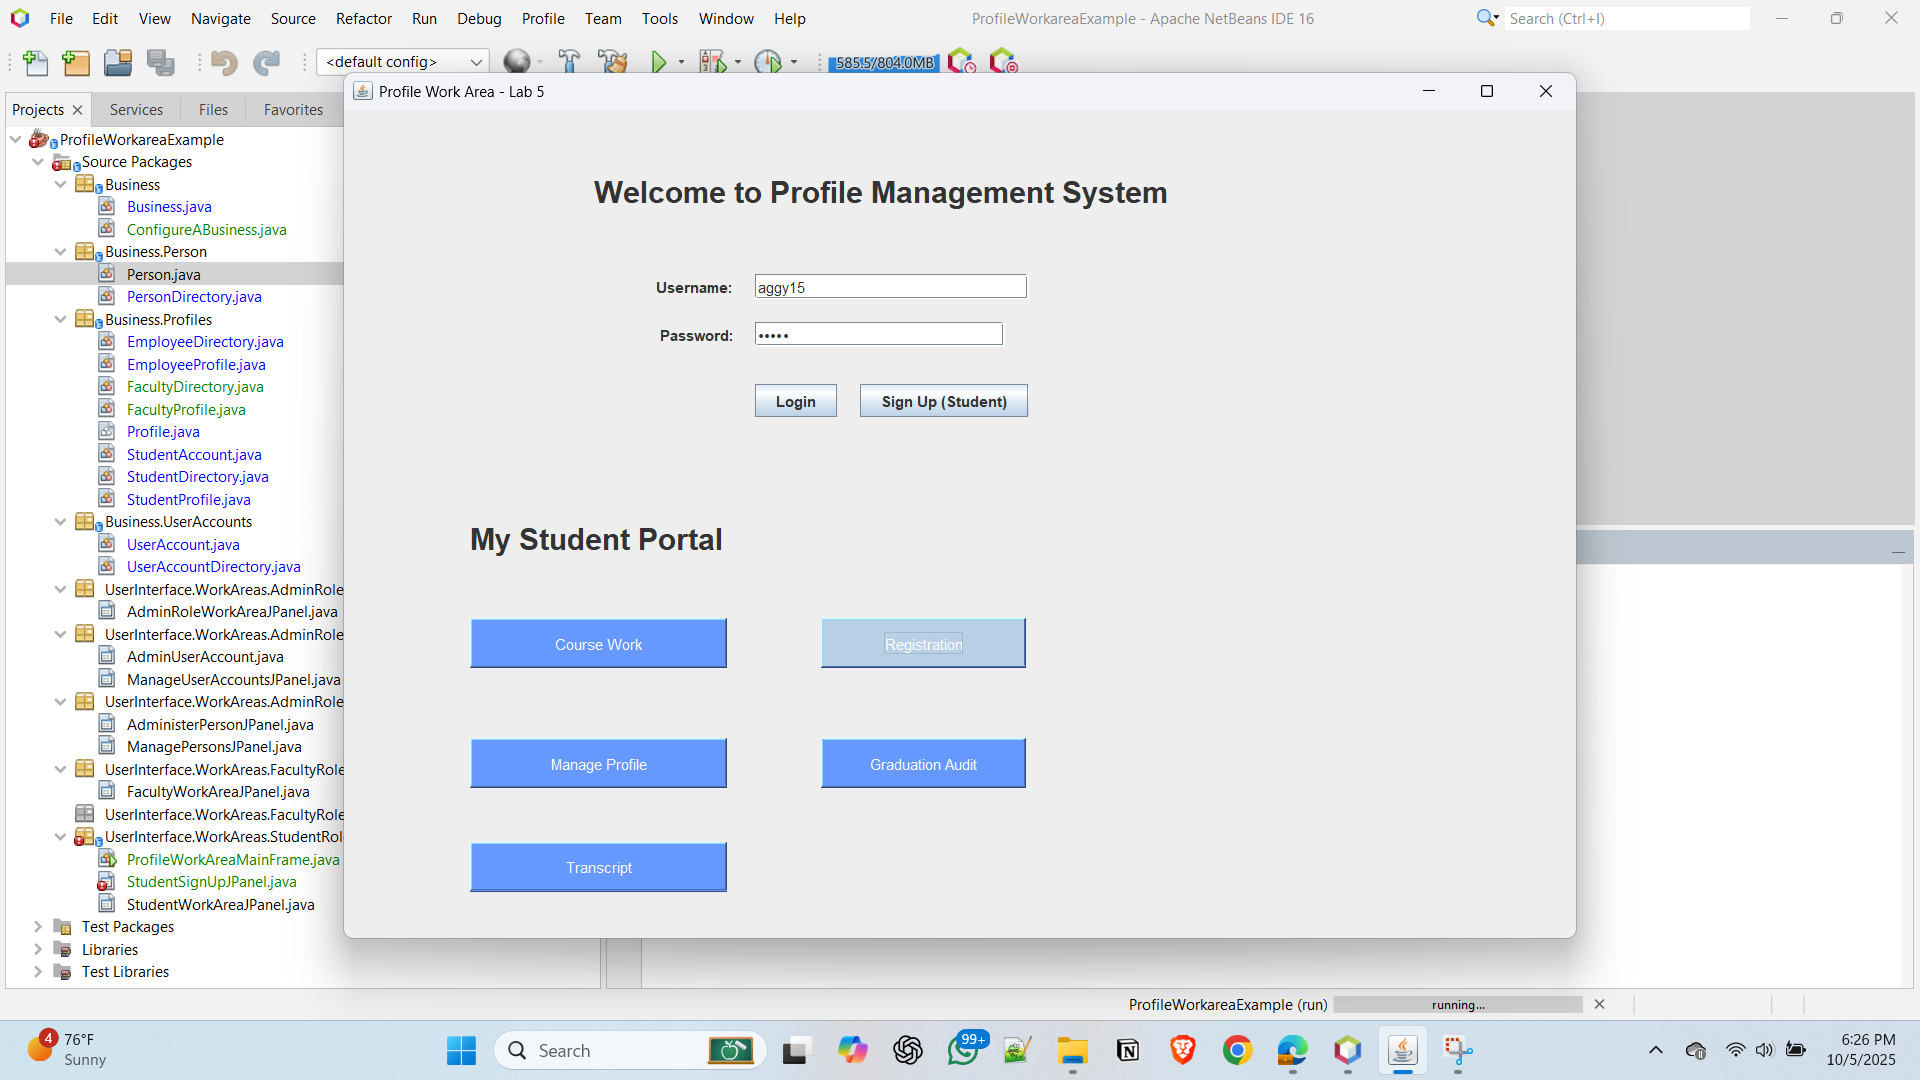 File Edit View Navigate Source Refactor Run Debug Profile Team Tools Window Help
ProfileWorkareaExample - Apache NetBeans IDE 16
Search (Ctrl+I)
<default config>
585.5/804.0MB
Projects
Services
Files
Favorites
Profile Work Area - Lab 5
ProfileWorkareaExample
Source Packages
Business
Business.java
ConfigureABusiness.java
Business.Person
Person.java
PersonDirectory.java
Business.Profiles
EmployeeDirectory.java
EmployeeProfile.java
FacultyDirectory.java
FacultyProfile.java
Profile.java
StudentAccount.java
StudentDirectory.java
StudentProfile.java
Business.UserAccounts
UserAccount.java
UserAccountDirectory.java
UserInterface.WorkAreas.AdminRole
AdminRoleWorkAreaJPanel.java
UserInterface.WorkAreas.AdminRole
AdminUserAccount.java
ManageUserAccountsJPanel.java
UserInterface.WorkAreas.AdminRole
AdministerPersonJPanel.java
ManagePersonsJPanel.java
UserInterface.WorkAreas.FacultyRole
FacultyWorkAreaJPanel.java
UserInterface.WorkAreas.FacultyRole
UserInterface.WorkAreas.StudentRol
ProfileWorkAreaMainFrame.java
StudentSignUpJPanel.java
StudentWorkAreaJPanel.java
Test Packages
Libraries
Test Libraries
Welcome to Profile Management System
Username: aggy15
Password: •••••
Login
Sign Up (Student)
My Student Portal
Course Work
Registration
Manage Profile
Graduation Audit
Transcript
ProfileWorkareaExample (run)
running...
4
76°F
Sunny
Search
99+
6:26 PM
10/5/2025